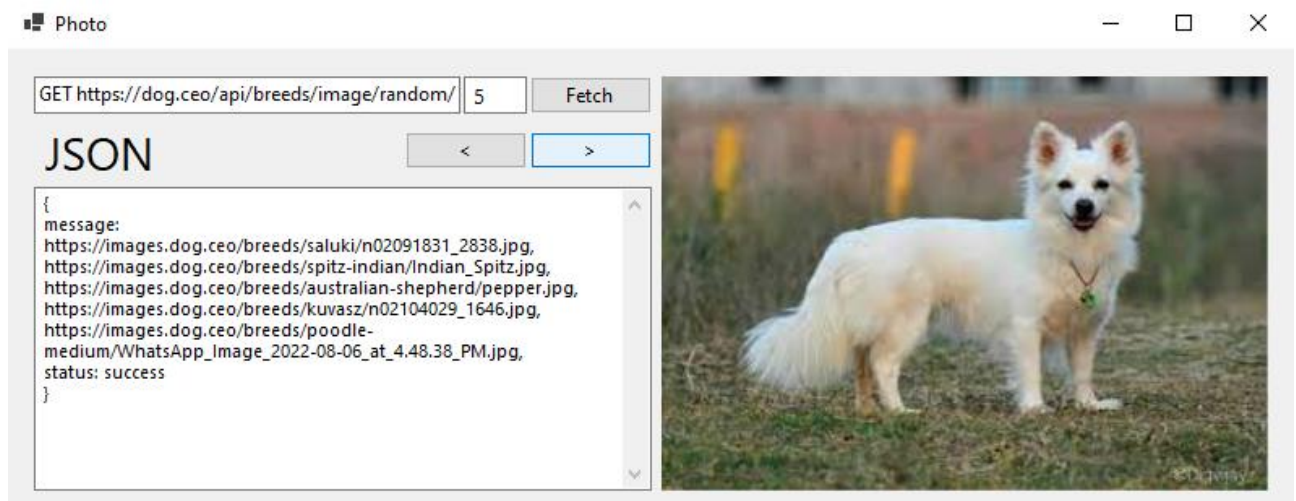 Photo
GET https://dog.ceo/api/breeds/image/random/ 5 Fetch
JSON < >
{
message:
https://images.dog.ceo/breeds/saluki/n02091831_2838.jpg,
https://images.dog.ceo/breeds/spitz-indian/Indian_Spitz.jpg,
https://images.dog.ceo/breeds/australian-shepherd/pepper.jpg,
https://images.dog.ceo/breeds/kuvasz/n02104029_1646.jpg,
https://images.dog.ceo/breeds/poodle-
medium/WhatsApp_Image_2022-08-06_at_4.48.38_PM.jpg,
status: success
}